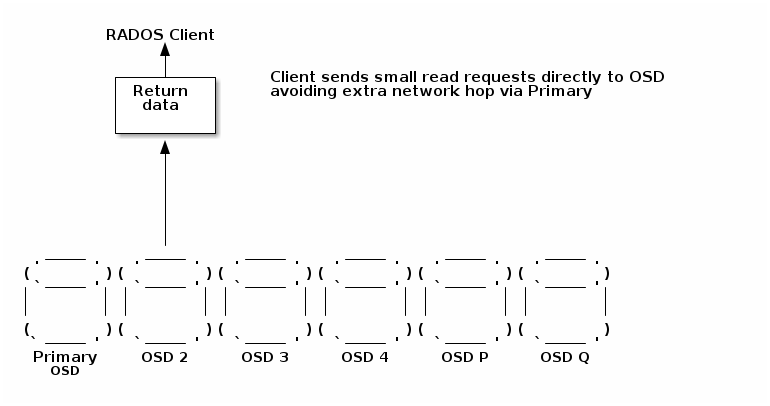 RADOS Client
Return
data
Client sends small read requests directly to OSD
avoiding extra network hop via Primary
Primary
OSD
OSD 2
OSD 3
OSD 4
OSD P
OSD Q